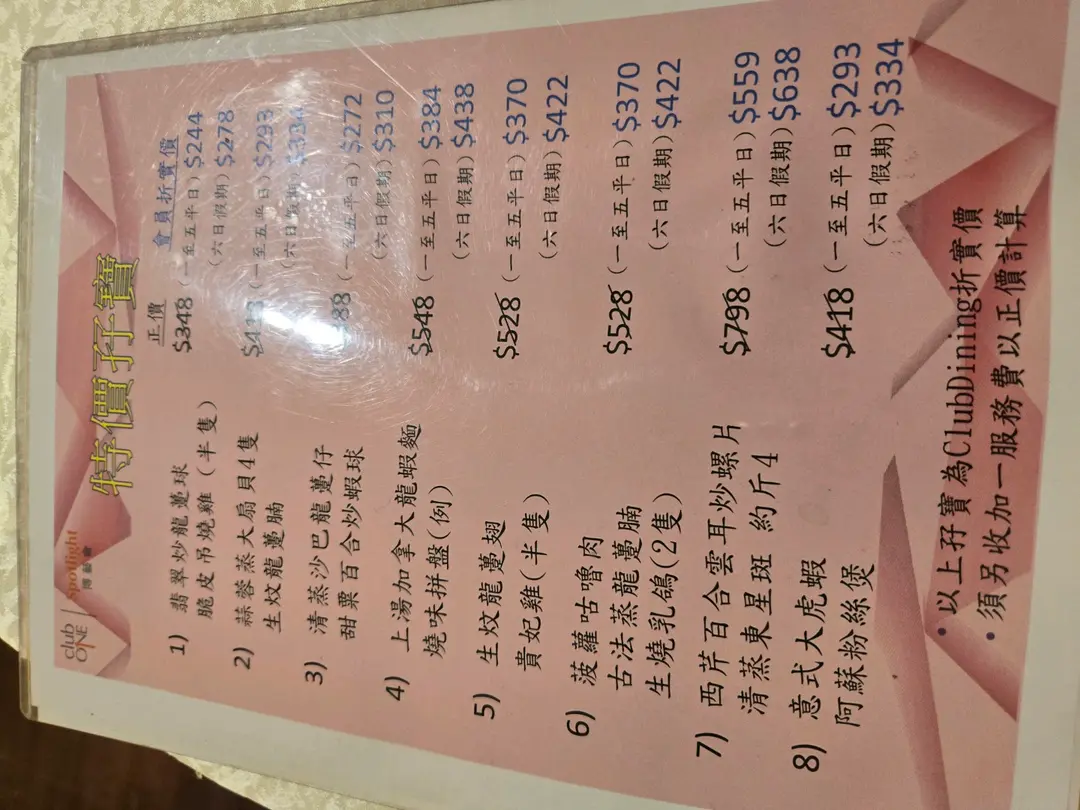 club
ONE
Spotlight
博藝會
特價孖寶
正價 會員折實價
1) 翡翠炒龍躉球 $348 (一至五平日) $244
脆皮吊燒雞 (半隻) (六日假期) $278
2) 蒜蓉蒸大扇貝4隻 (一至五平日) $293
生炆龍躉腩 (六日假期) $334
3) 清蒸沙巴龍躉仔 (一至五平日) $272
甜粟百合炒蝦球 (六日假期) $310
4) 上湯加拿大龍蝦麵 $548 (一至五平日) $384
燒味拼盤(例) (六日假期) $438
5) 生炆龍躉翅 $528 (一至五平日) $370
貴妃雞(半隻) (六日假期) $422
6) 菠蘿咕嚕肉 $528 (一至五平日) $370
古法蒸龍躉腩 (六日假期) $422
生燒乳鴿(2隻)
7) 西芹百合雲耳炒螺片 $798 (一至五平日) $559
清蒸東星斑 約斤4 (六日假期) $638
8) 意式大虎蝦 $418 (一至五平日) $293
阿蘇粉絲煲 (六日假期) $334
• 以上孖寶為ClubDining折實價
• 須另收加一服務費以正價計算